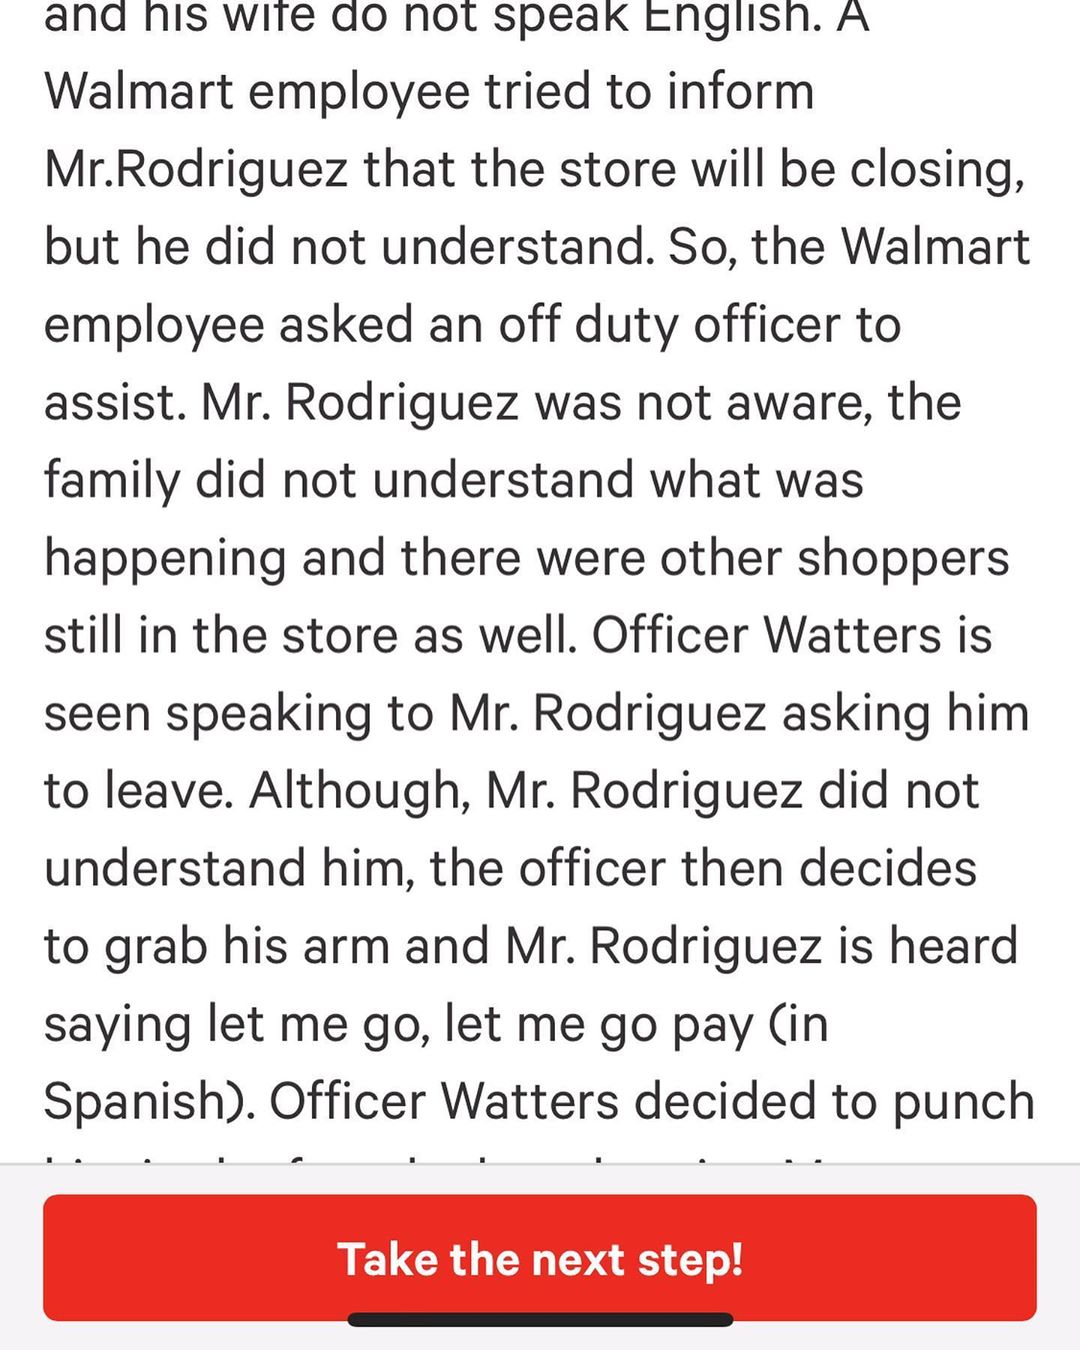 and his wife do not speak English. A
Walmart employee tried to inform
Mr.Rodriguez that the store will be closing,
but he did not understand. So, the Walmart
employee asked an off duty officer to
assist. Mr. Rodriguez was not aware, the
family did not understand what was
happening and there were other shoppers
still in the store as well. Officer Watters is
seen speaking to Mr. Rodriguez asking him
to leave. Although, Mr. Rodriguez did not
understand him, the officer then decides
to grab his arm and Mr. Rodriguez is heard
saying let me go, let me go pay (in
Spanish). Officer Watters decided to punch
Take the next step!